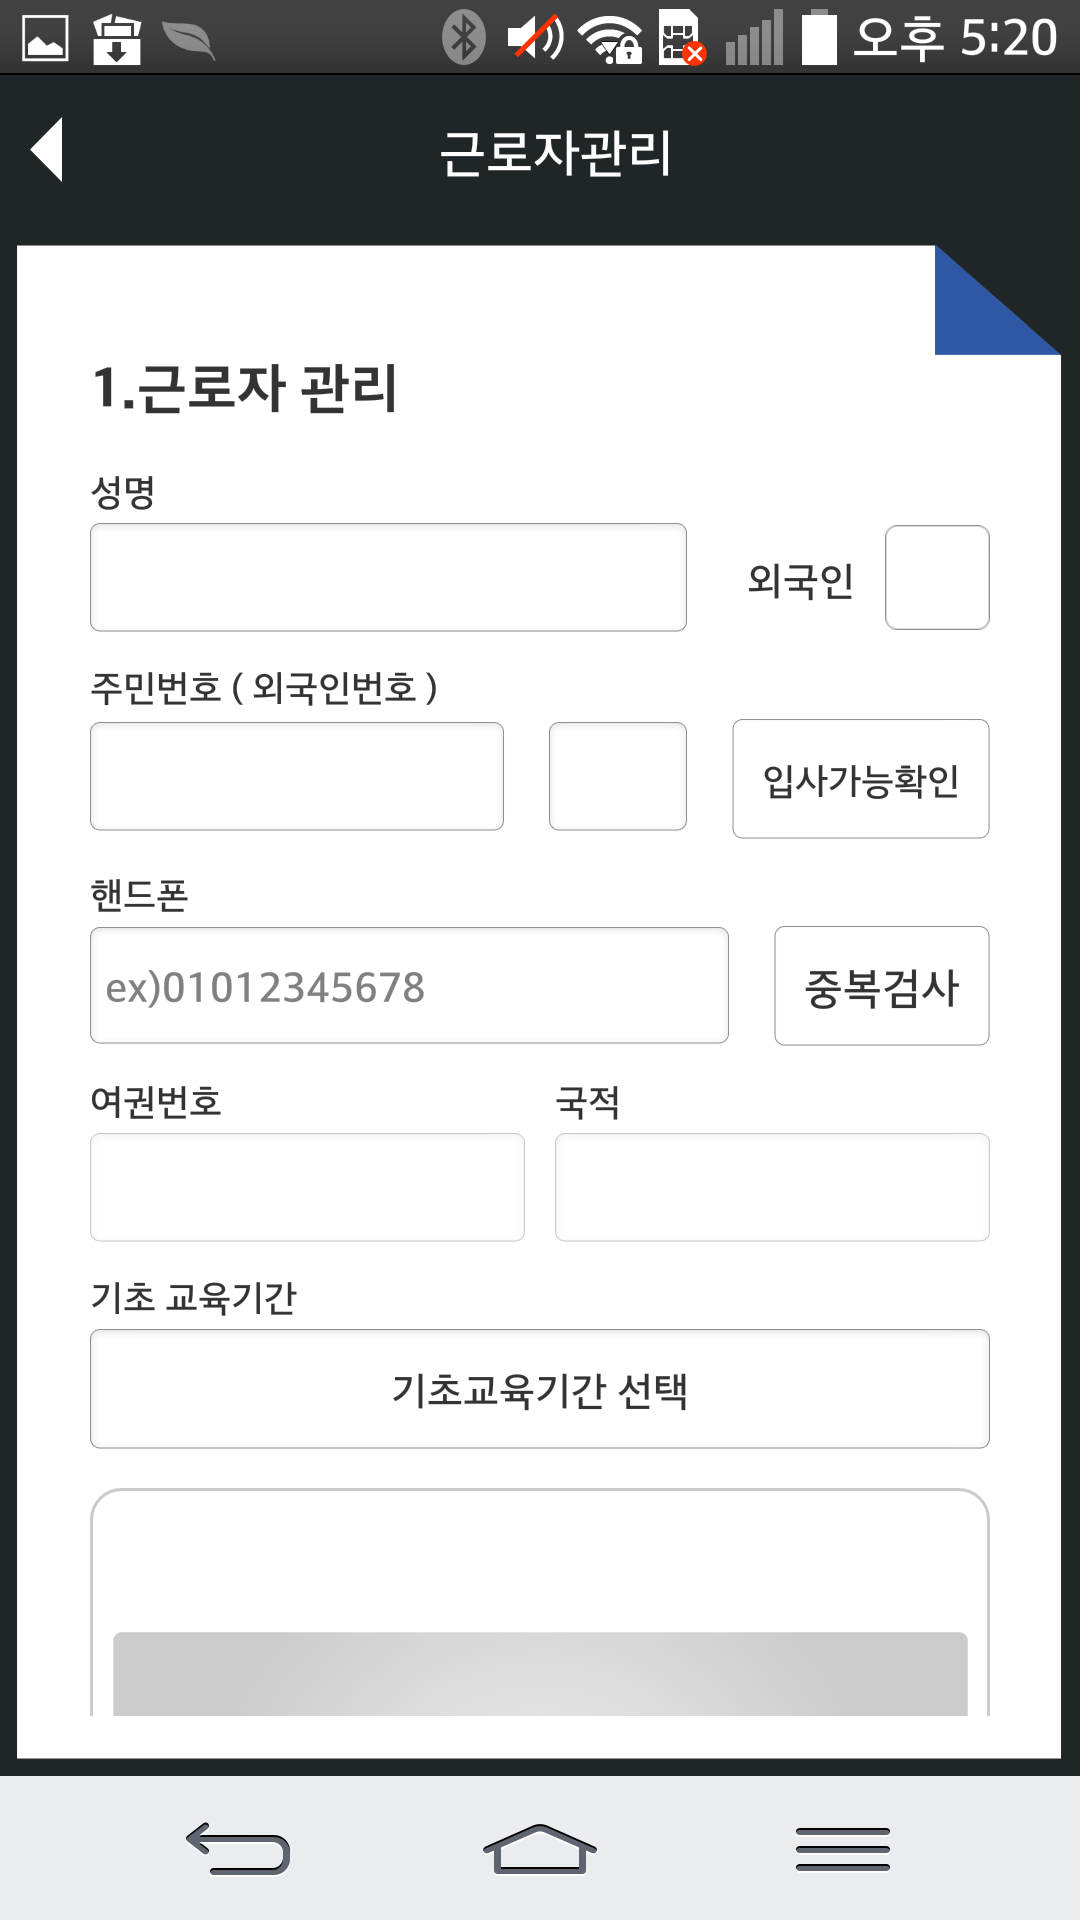 오후 5:20
근로자관리
1.근로자 관리
성명
외국인
주민번호 ( 외국인번호 )
입사가능확인
핸드폰
ex)01012345678
중복검사
여권번호 국적
기초 교육기간
기초교육기간 선택